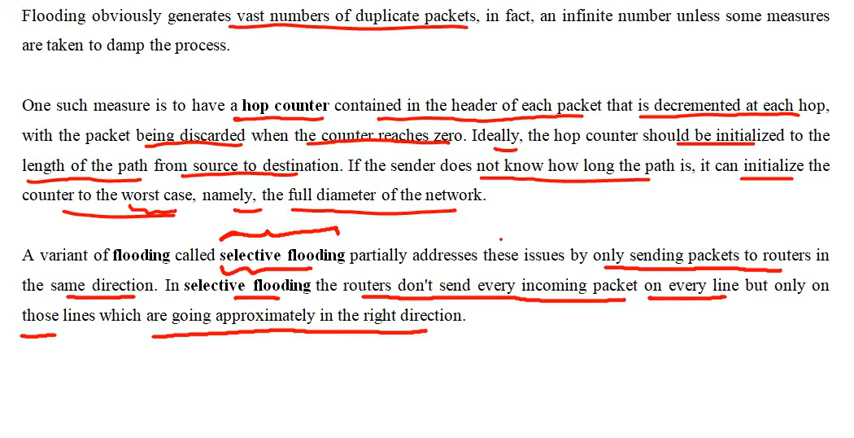 Flooding obviously generates vast numbers of duplicate packets, in fact, an infinite number unless some measures
are taken to damp the process.
One such measure is to have a hop counter contained in the header of each packet that is decremented at each hop,
with the packet being discarded when the counter reaches zero. Ideally, the hop counter should be initialized to the
length of the path from source to destination. If the sender does not know how long the path is, it can initialize the
counter to the worst case, namely, the full diameter of the network.
A variant of flooding called selective flooding partially addresses these issues by only sending packets to routers in
the same direction. In selective flooding the routers don't send every incoming packet on every line but only on
those lines which are going approximately in the right direction.